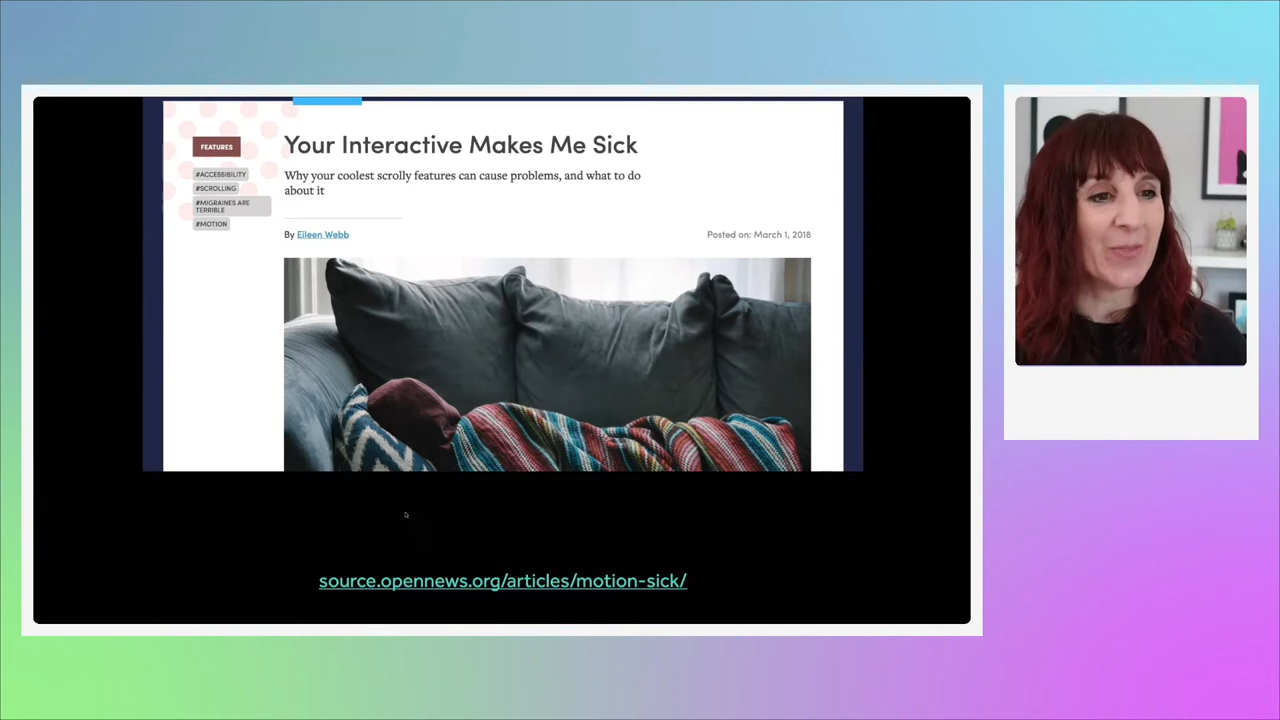 FEATURES
#ACCESSIBILITY
#SCROLLING
#MIGRAINES ARE
TERRIBLE
#MOTION
Your Interactive Makes Me Sick
Why your coolest scrolly features can cause problems, and what to do
about it
By Eileen Webb
Posted on: March 1, 2018
source.opennews.org/articles/motion-sick/